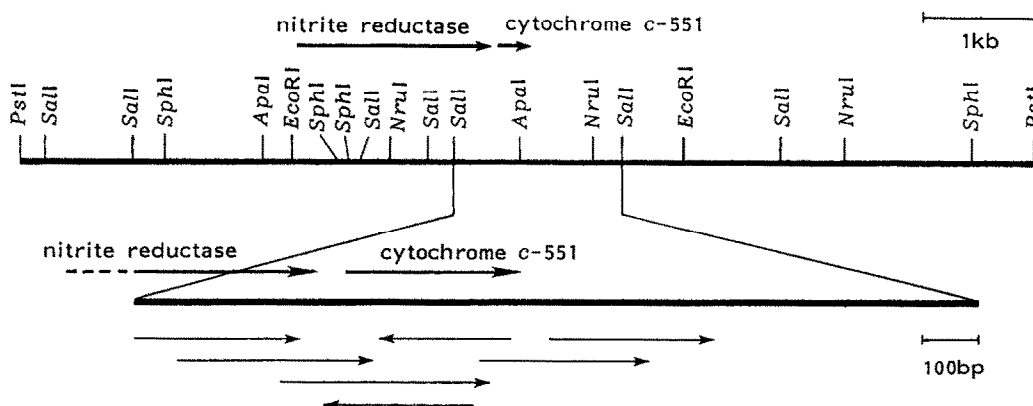 nitrite reductase
cytochrome c-551
1kb
PstI
SalI
SalI
SphI
ApaI
EcoRI
SphI
SphI
SalI
NruI
SalI
SalI
ApaI
NruI
SalI
EcoRI
SalI
NruI
SphI
PstI
nitrite reductase
cytochrome c-551
100bp